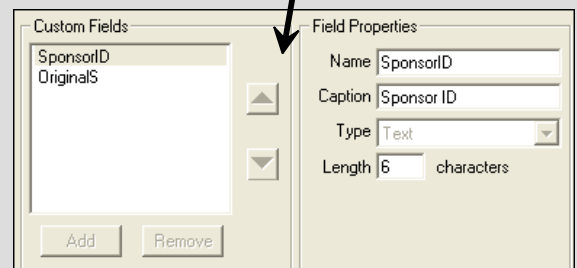 Custom Fields
SponsorID
OriginalS
Add Remove
Field Properties
Name SponsorID
Caption Sponsor ID
Type Text
Length 6 characters